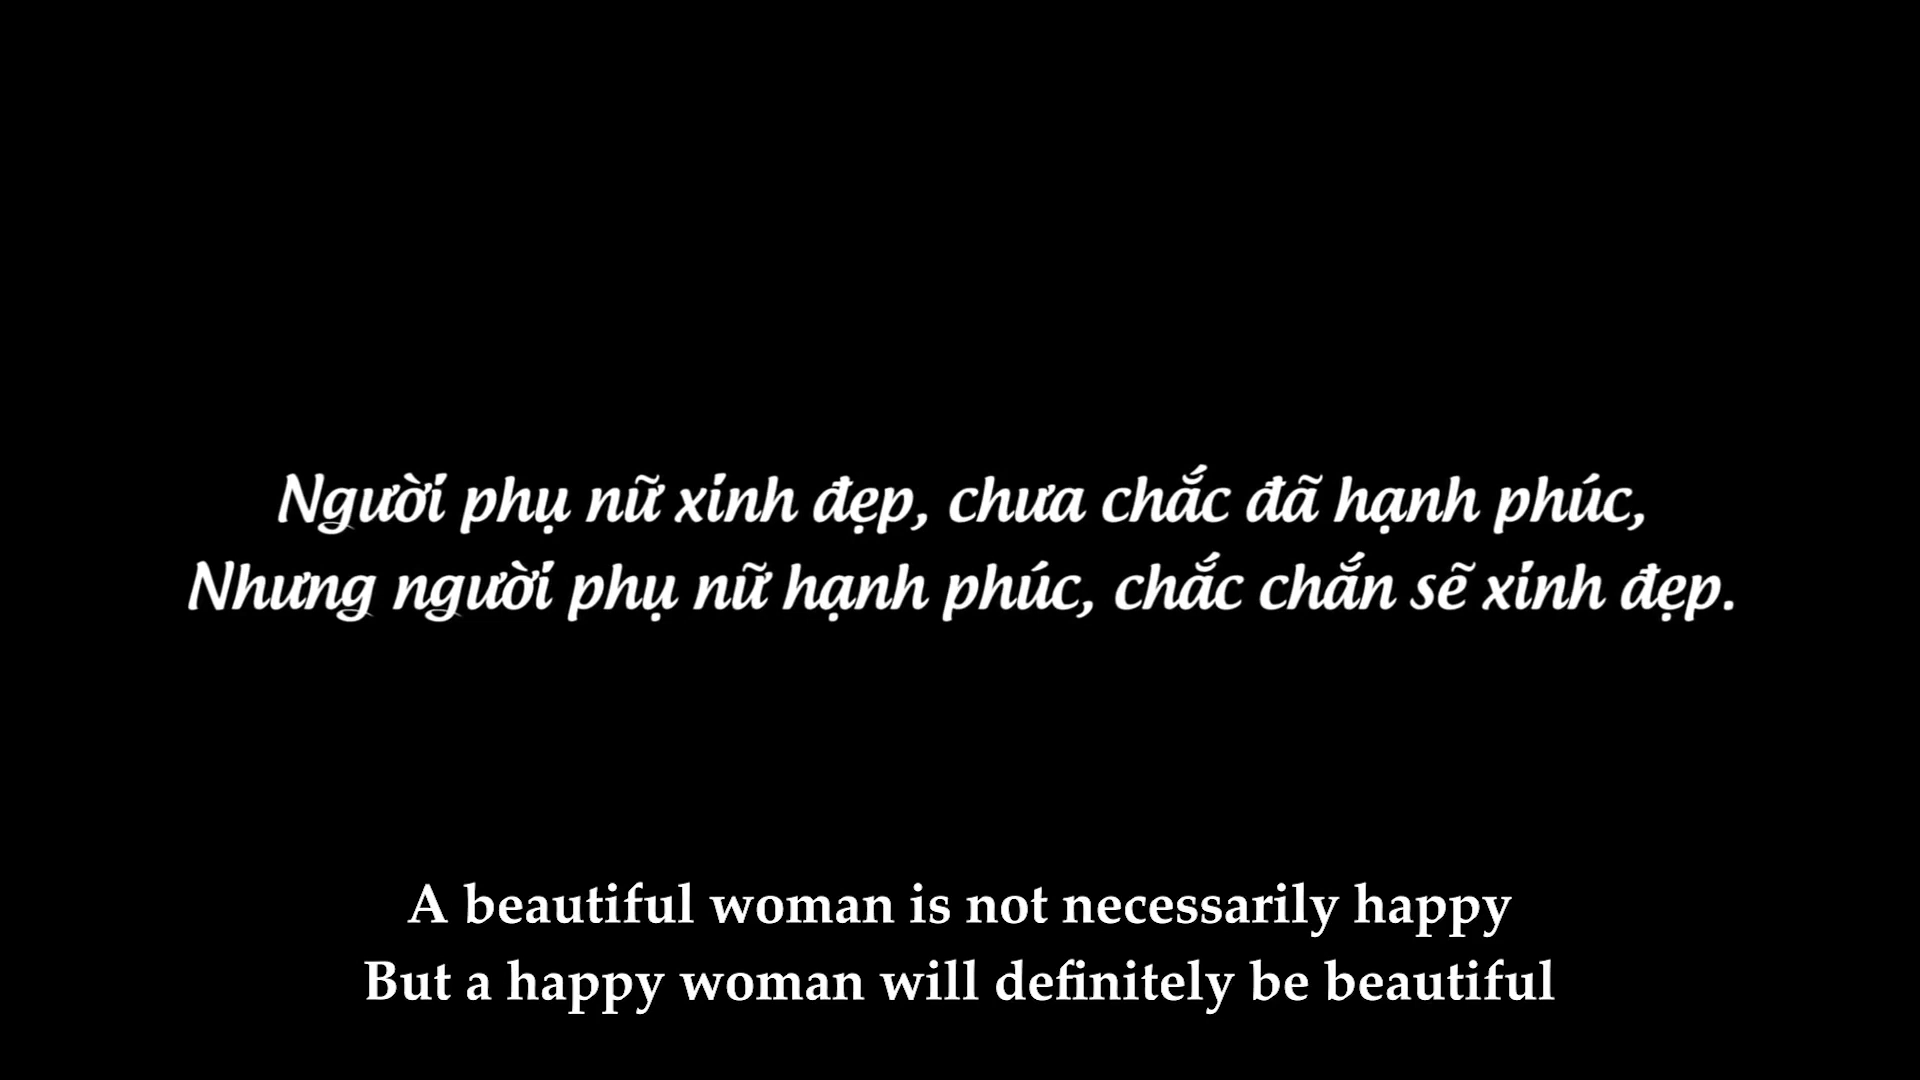 Người phụ nữ xinh đẹp, chưa chắc đã hạnh phúc,
Nhưng người phụ nữ hạnh phúc, chắc chắn sẽ xinh đẹp.
A beautiful woman is not necessarily happy
But a happy woman will definitely be beautiful